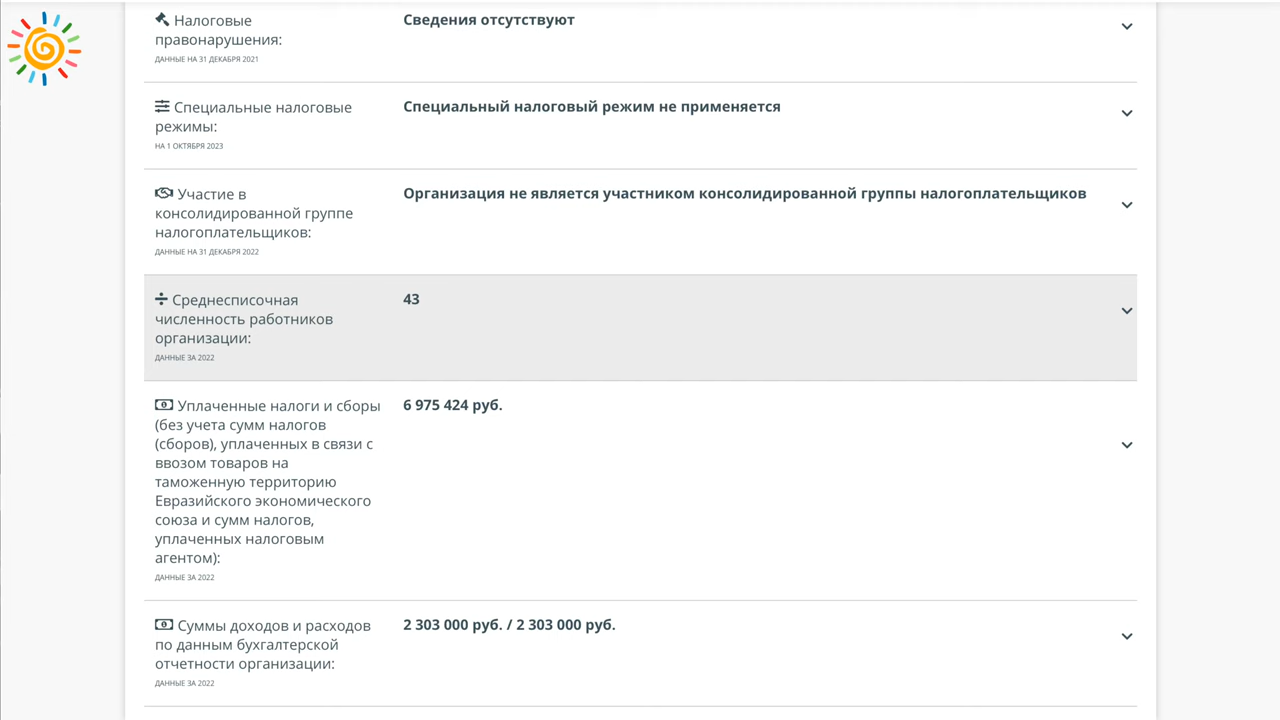 Налоговые
правонарушения:
ДАННЫЕ НА 31 ДЕКАБРЯ 2021
Сведения отсутствуют
Специальные налоговые
режимы:
НА 1 ОКТЯБРЯ 2023
Специальный налоговый режим не применяется
Участие в
консолидированной группе
налогоплательщиков:
ДАННЫЕ НА 31 ДЕКАБРЯ 2022
Организация не является участником консолидированной группы налогоплательщиков
Среднесписочная
численность работников
организации:
ДАННЫЕ ЗА 2022
43
Уплаченные налоги и сборы
(без учета сумм налогов
(сборов), уплаченных в связи с
ввозом товаров на
таможенную территорию
Евразийского экономического
союза и сумм налогов,
уплаченных налоговым
агентом):
ДАННЫЕ ЗА 2022
6 975 424 руб.
Суммы доходов и расходов
по данным бухгалтерской
отчетности организации:
ДАННЫЕ ЗА 2022
2 303 000 руб. / 2 303 000 руб.